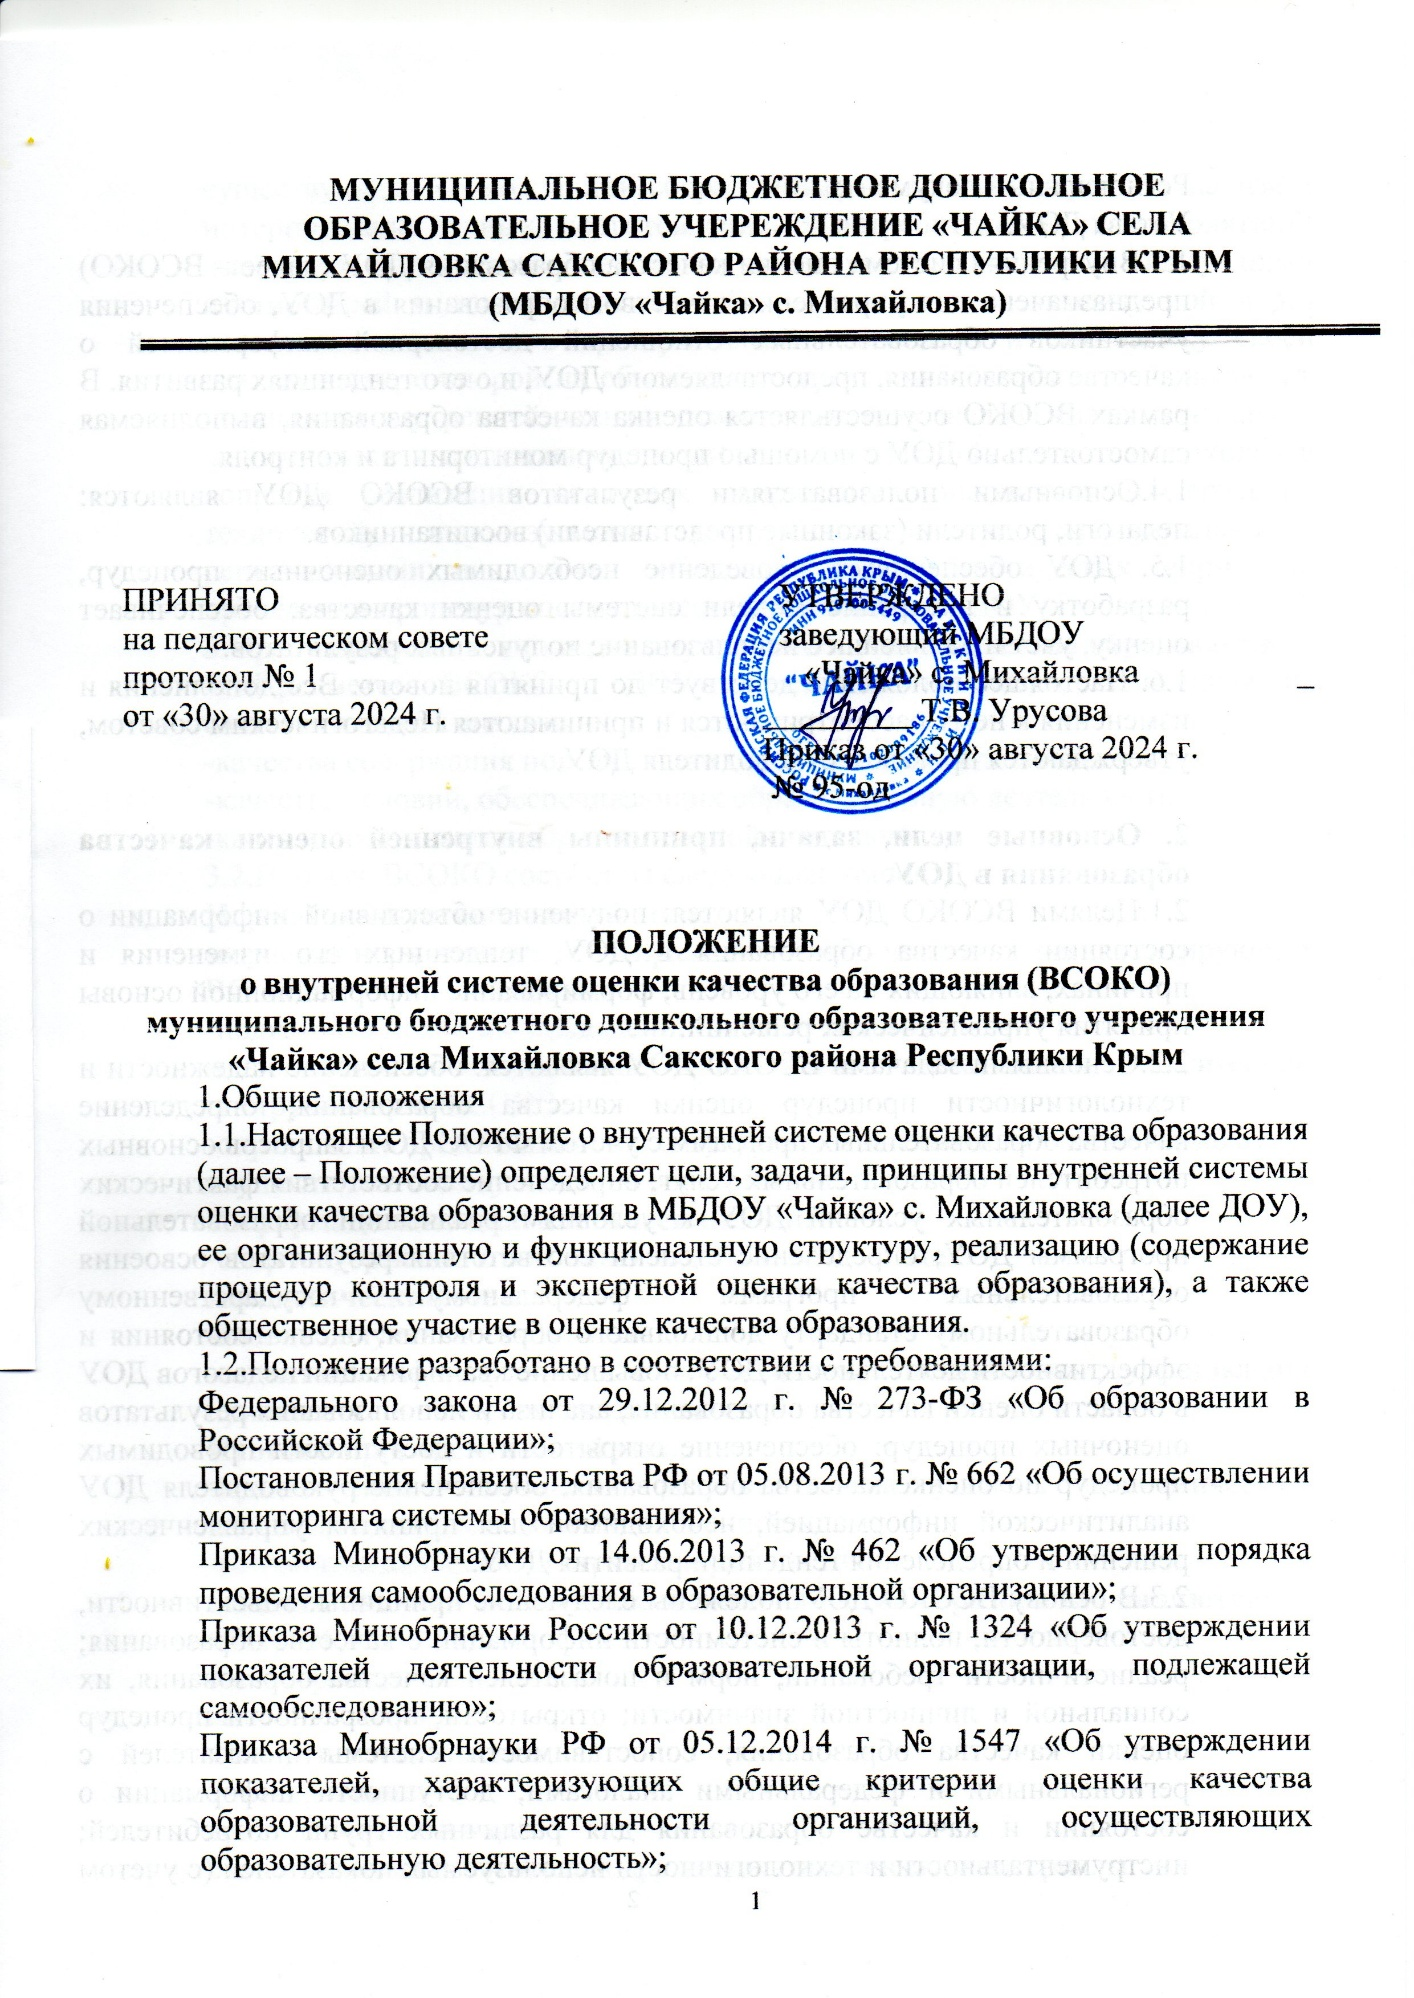 МУНИЦИПАЛЬНОЕ БЮДЖЕТНОЕ ДОШКОЛЬНОЕ
ОБРАЗОВАТЕЛЬНОЕ УЧЕРЕЖДЕНИЕ «ЧАЙКА» СЕЛА
МИХАЙЛОВКА САКСКОГО РАЙОНА РЕСПУБЛИКИ КРЫМ
(МБДОУ «Чайка» с. Михайловка)
ПРИНЯТО
на педагогическом совете
протокол № 1
от «30» августа 2024 г.
УТВЕРЖДЕНО
заведующий МБДОУ
«Чайка» с. Михайловка
Т.В. Урусова
Приказ от «30» августа 2024 г.
№ 95-од
"ЧАЙКА"
ПОЛОЖЕНИЕ
о внутренней системе оценки качества образования (ВСОКО)
муниципального бюджетного дошкольного образовательного учреждения
«Чайка» села Михайловка Сакского района Республики Крым
1.Общие положения
1.1.Настоящее Положение о внутренней системе оценки качества образования
(далее – Положение) определяет цели, задачи, принципы внутренней системы
оценки качества образования в МБДОУ «Чайка» с. Михайловка (далее ДОУ),
ее организационную и функциональную структуру, реализацию (содержание
процедур контроля и экспертной оценки качества образования), а также
общественное участие в оценке качества образования.
1.2.Положение разработано в соответствии с требованиями:
Федерального закона от 29.12.2012 г. № 273-ФЗ «Об образовании в
Российской Федерации»;
Постановления Правительства РФ от 05.08.2013 г. № 662 «Об осуществлении
мониторинга системы образования»;
Приказа Минобрнауки от 14.06.2013 г. № 462 «Об утверждении порядка
проведения самообследования в образовательной организации»;
Приказа Минобрнауки России от 10.12.2013 г. № 1324 «Об утверждении
показателей деятельности образовательной организации, подлежащей
самообследованию»;
Приказа Минобрнауки РФ от 05.12.2014 г. № 1547 «Об утверждении
показателей, характеризующих общие критерии оценки качества
образовательной деятельности организаций, осуществляющих
образовательную деятельность»;
1